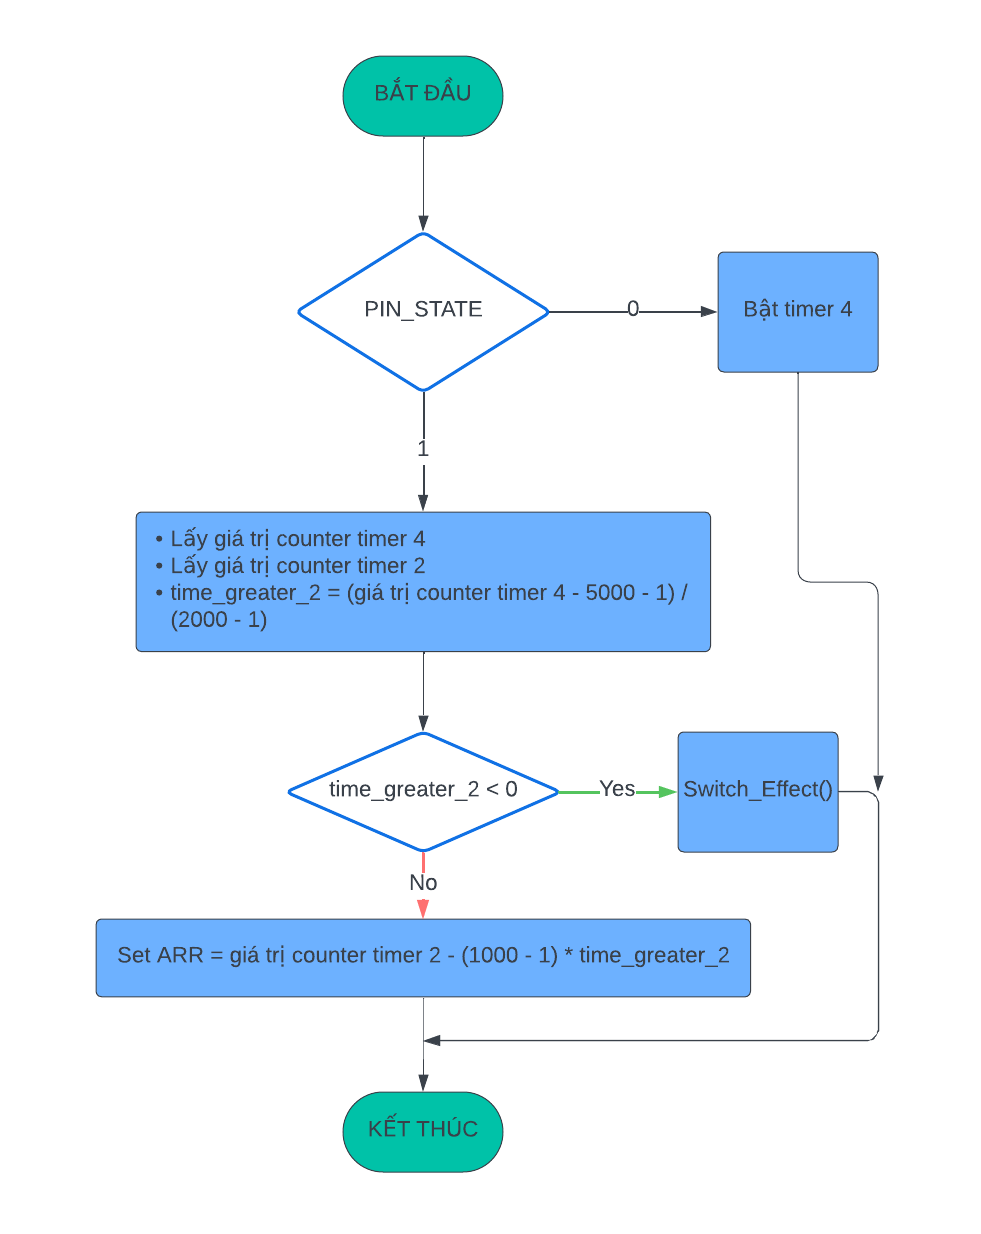 BẮT ĐẦU
PIN_STATE
0
Bật timer 4
1
• Lấy giá trị counter timer 4
• Lấy giá trị counter timer 2
• time_greater_2 = (giá trị counter timer 4 - 5000 - 1) /
(2000 - 1)
time_greater_2 < 0
Yes
Switch_Effect()
No
Set ARR = giá trị counter timer 2 - (1000 - 1) * time_greater_2
KẾT THÚC